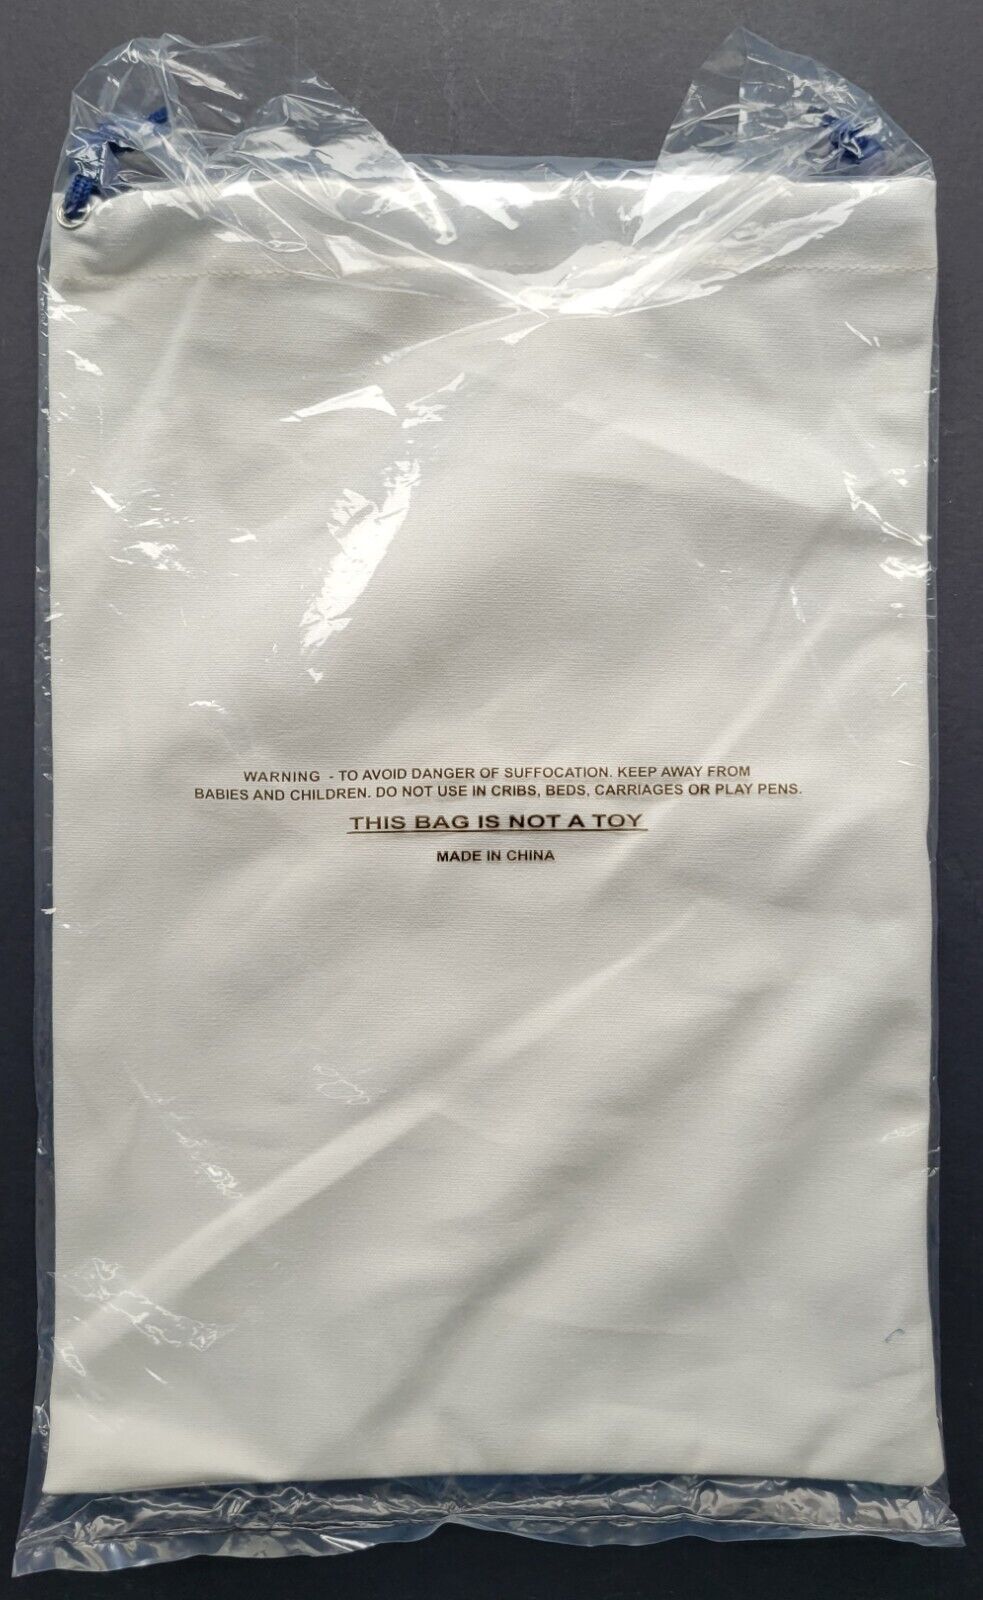 WARNING - TO AVOID DANGER OF SUFFOCATION. KEEP AWAY FROM
BABIES AND CHILDREN. DO NOT USE IN CRIBS, BEDS, CARRIAGES OR PLAY PENS.
THIS BAG IS NOT A TOY
MADE IN CHINA